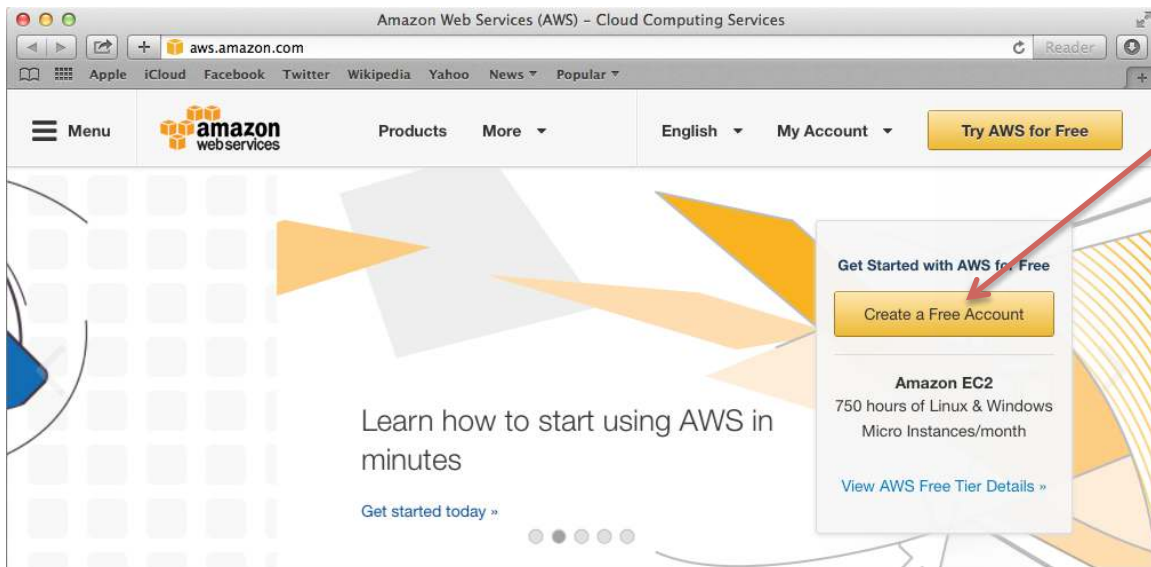 Amazon Web Services (AWS) – Cloud Computing Services
aws.amazon.com
Reader
Apple iCloud Facebook Twitter Wikipedia Yahoo News Popular
Menu
amazon
webservices
Products More
English My Account
Try AWS for Free
Get Started with AWS for Free
Create a Free Account
Amazon EC2
750 hours of Linux & Windows
Micro Instances/month
View AWS Free Tier Details »
Learn how to start using AWS in
minutes
Get started today »